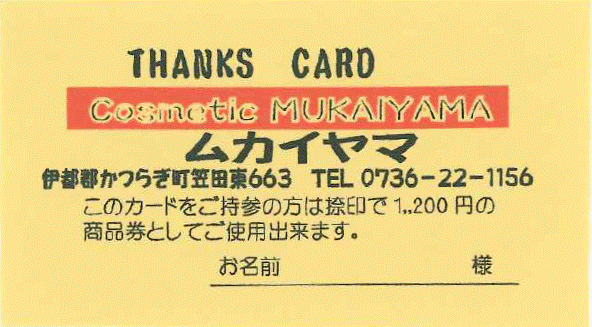 THANKS CARD
Cosmetic MUKAIYAMA
ムカイヤマ
伊都郡かつらぎ町笠田東663 TEL 0736-22-1156
このカードをご持参の方は捺印で1,,200円の
商品券としてご使用出来ます。
お名前 様